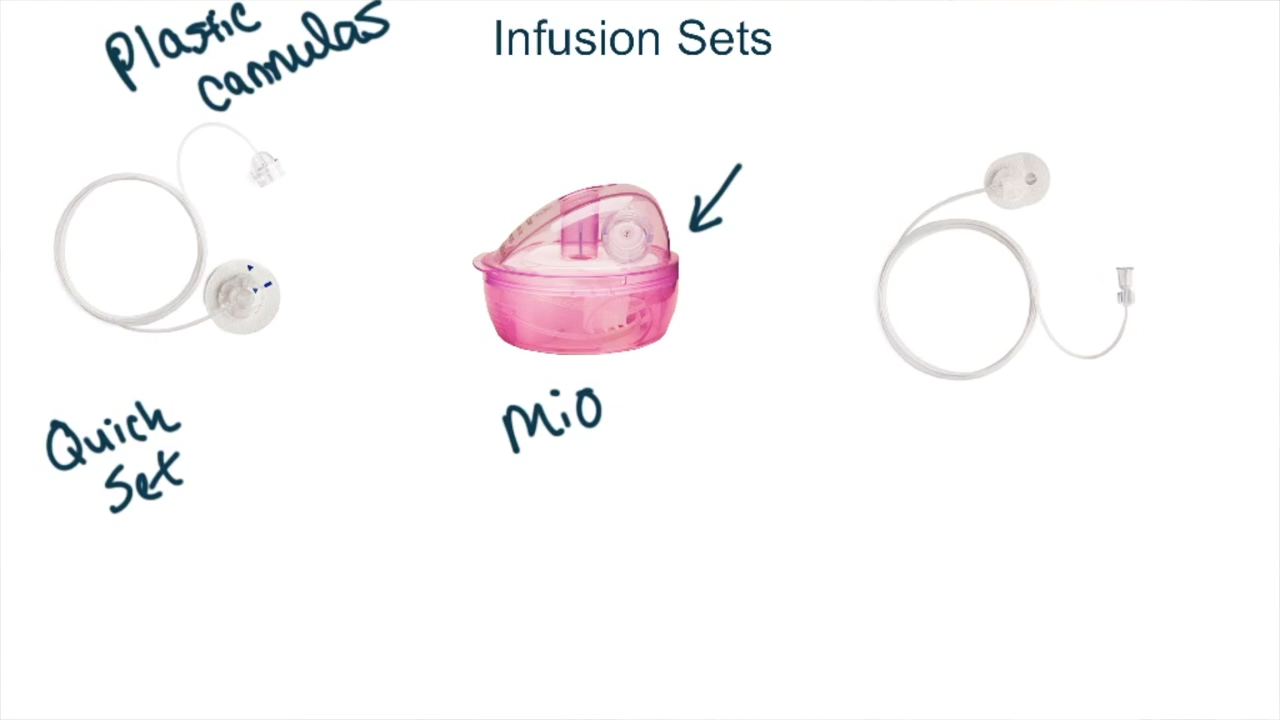 Infusion Sets
Plastic
cannulas
Quick
Set
Mio